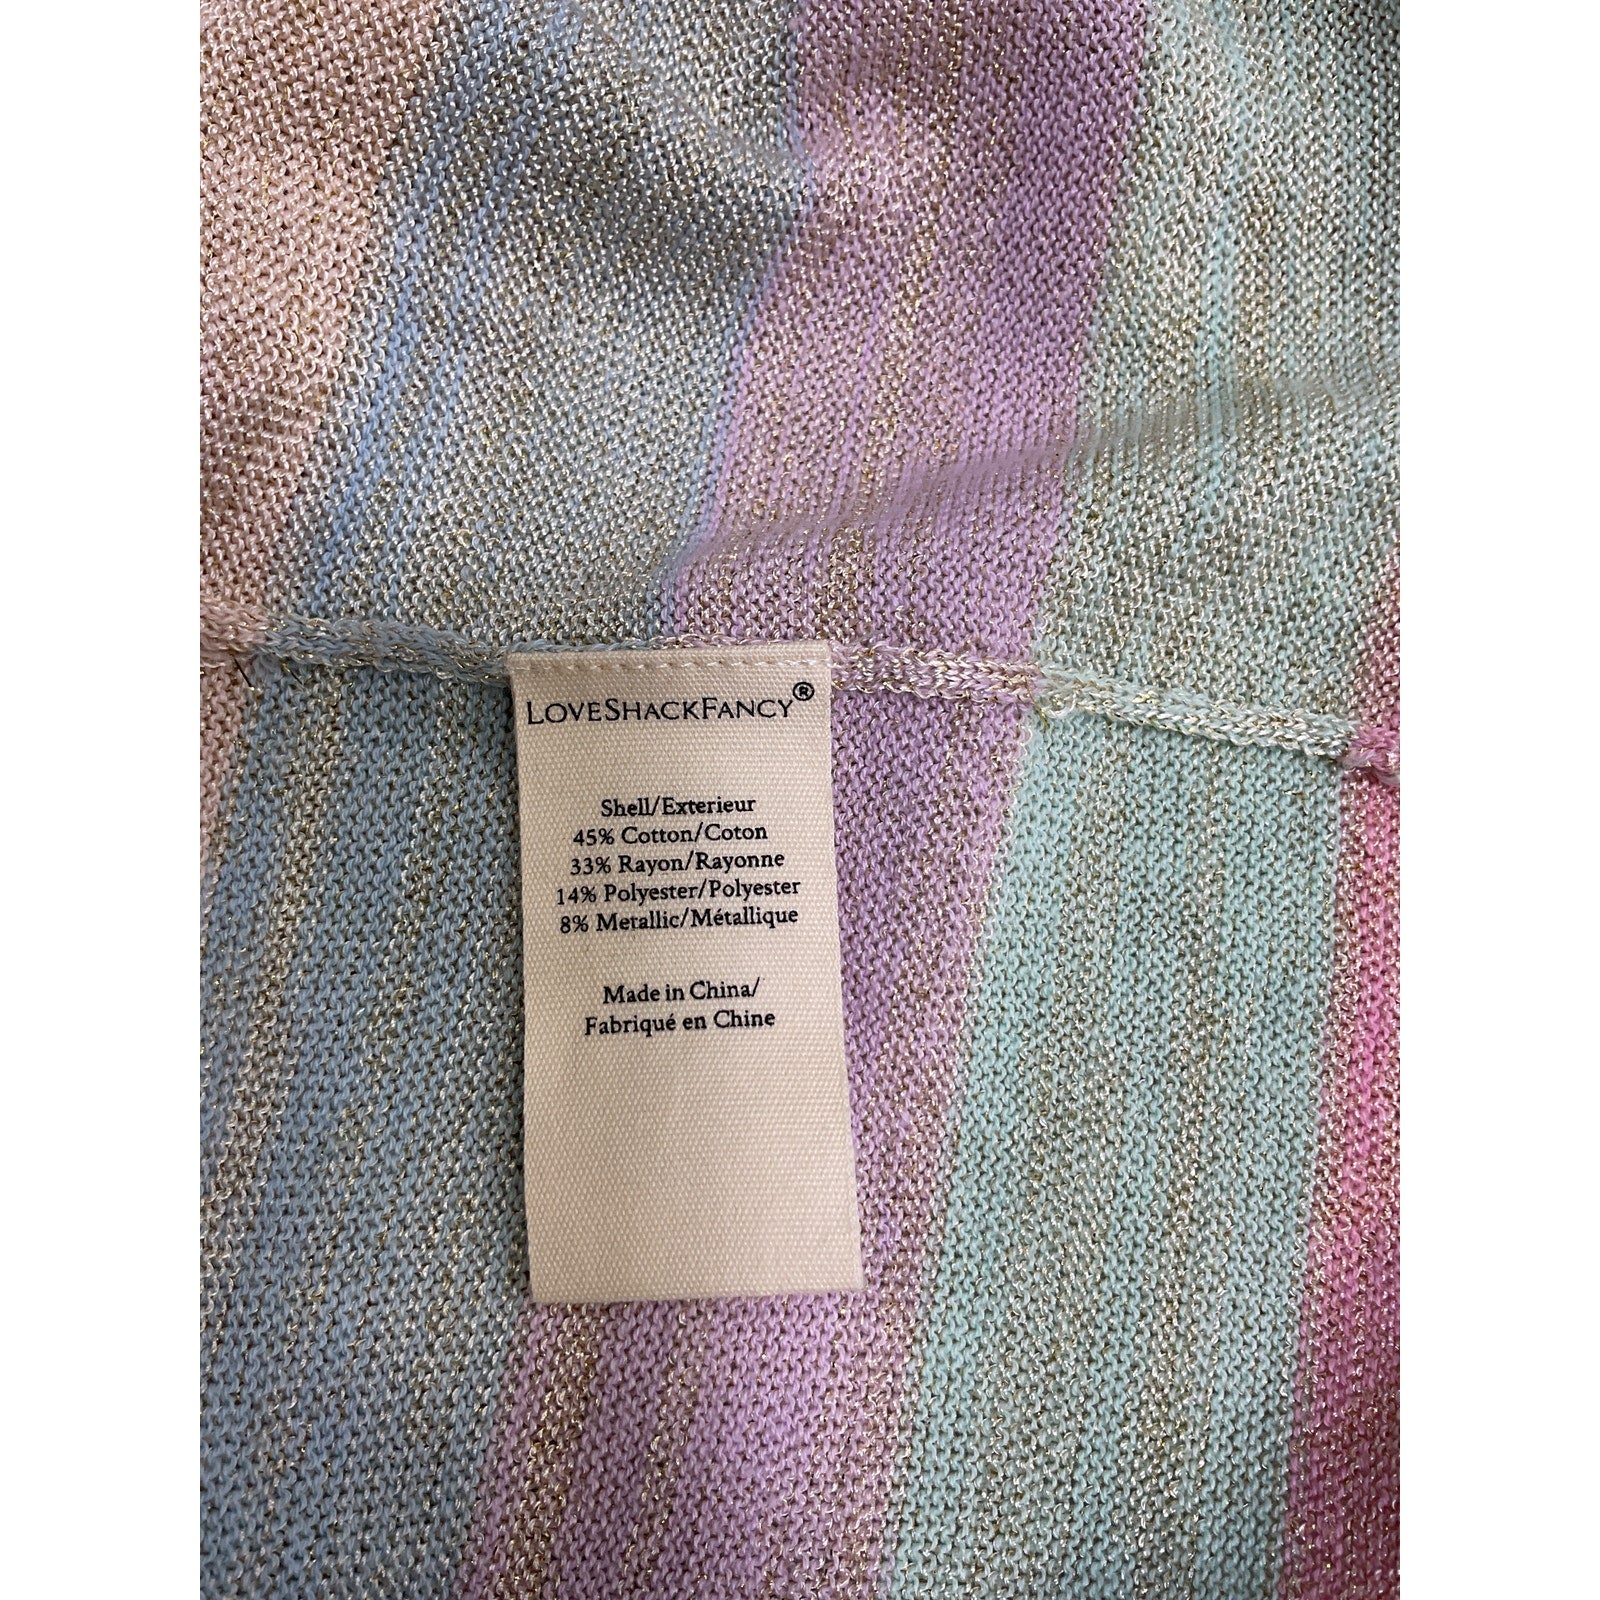 LOVESHACKFANCY®
Shell/Exterieur
45% Cotton/Coton
33% Rayon/Rayonne
14% Polyester/Polyester
8% Metallic/Métallique
Made in China/
Fabriqué en Chine